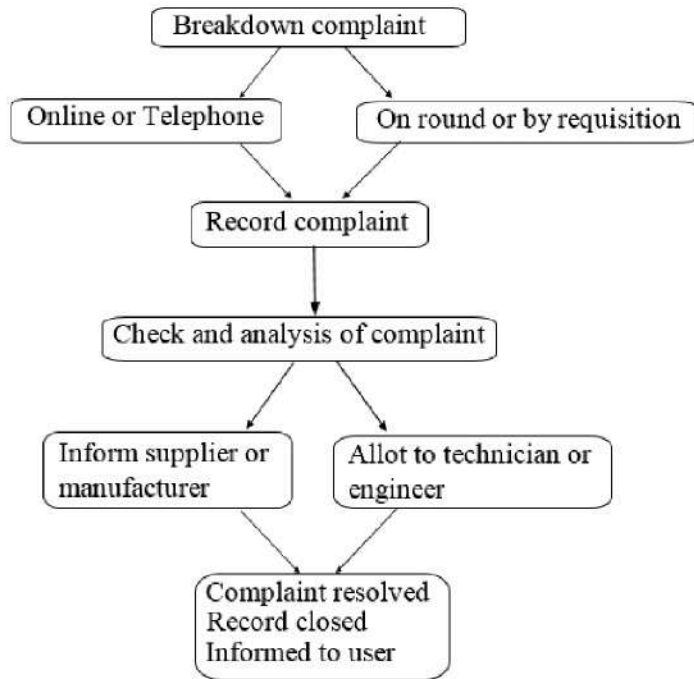 Breakdown complaint
Online or Telephone
On round or by requisition
Record complaint
Check and analysis of complaint
Inform supplier or
manufacturer
Allot to technician or
engineer
Complaint resolved
Record closed
Informed to user